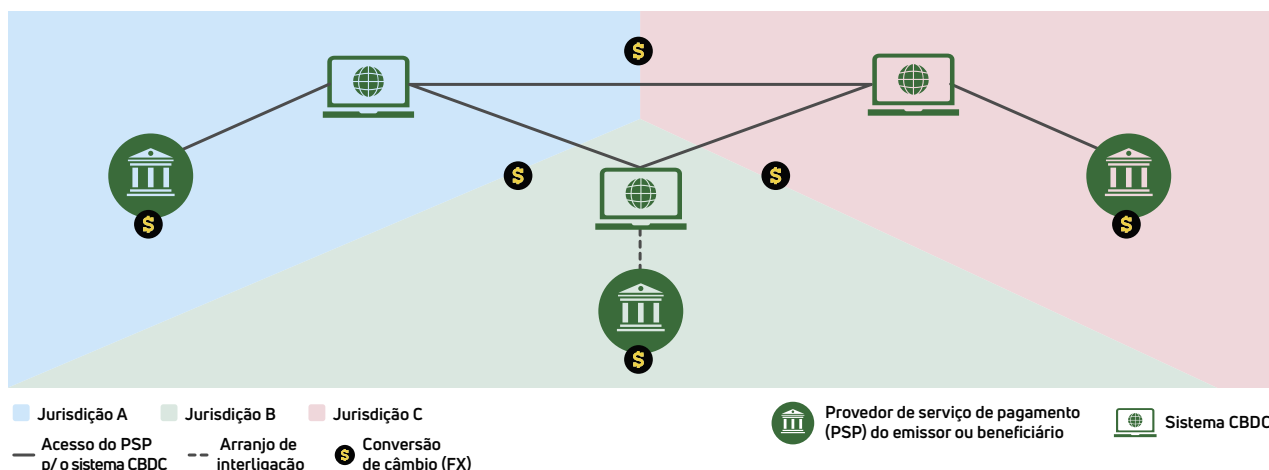 Jurisdição A
Jurisdição B
Jurisdição C
Acesso do PSP
p/ o sistema CBDC
Arranjo de
interligação
Conversão
de câmbio (FX)
Provedor de serviço de pagamento
(PSP) do emissor ou beneficiário
Sistema CBDC